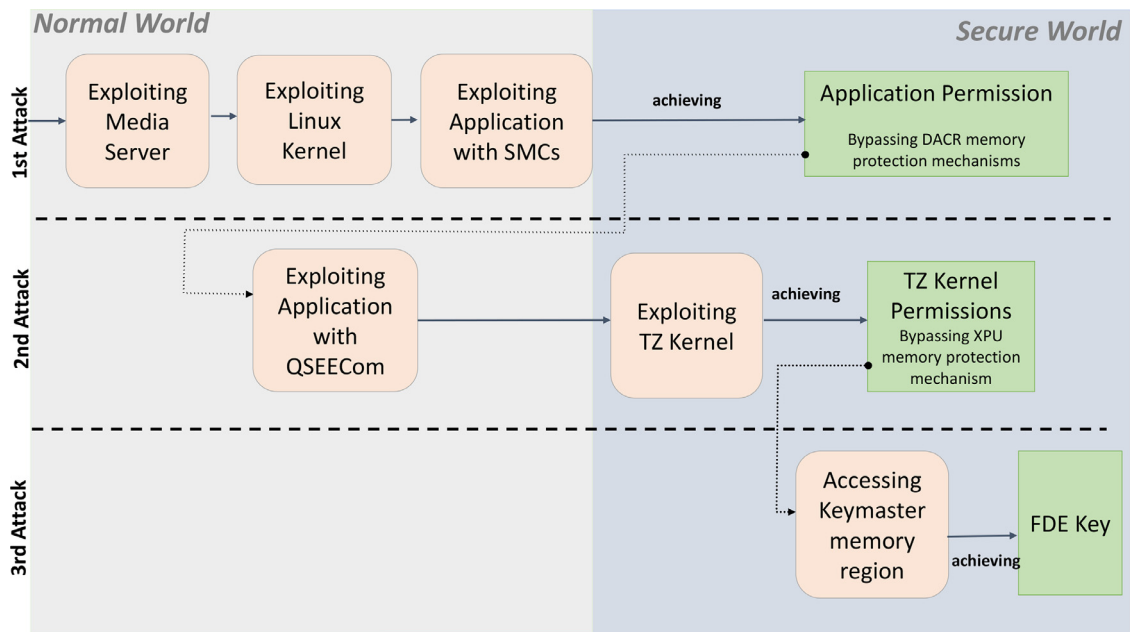 Normal World
Secure World
1st Attack
Exploiting
Media
Server
Exploiting
Linux
Kernel
Exploiting
Application
with SMCs
achieving
Application Permission
Bypassing DACR memory
protection mechanisms
2nd Attack
Exploiting
Application
with
QSEECom
Exploiting
TZ Kernel
achieving
TZ Kernel
Permissions
Bypassing XPU
memory protection
mechanism
3rd Attack
Accessing
Keymaster
memory
region
achieving
FDE Key